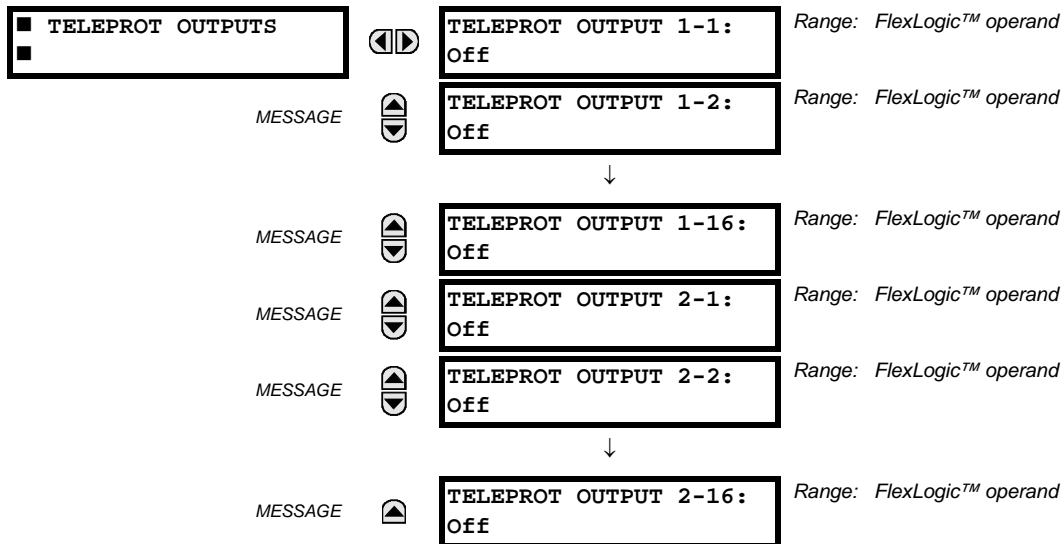 ■ TELEPROT OUTPUTS
■
TELEPROT OUTPUT 1-1:
Off
Range: FlexLogic™ operand
MESSAGE
TELEPROT OUTPUT 1-2:
Off
Range: FlexLogic™ operand
↓
MESSAGE
TELEPROT OUTPUT 1-16:
Off
Range: FlexLogic™ operand
MESSAGE
TELEPROT OUTPUT 2-1:
Off
Range: FlexLogic™ operand
MESSAGE
TELEPROT OUTPUT 2-2:
Off
Range: FlexLogic™ operand
↓
MESSAGE
TELEPROT OUTPUT 2-16:
Off
Range: FlexLogic™ operand